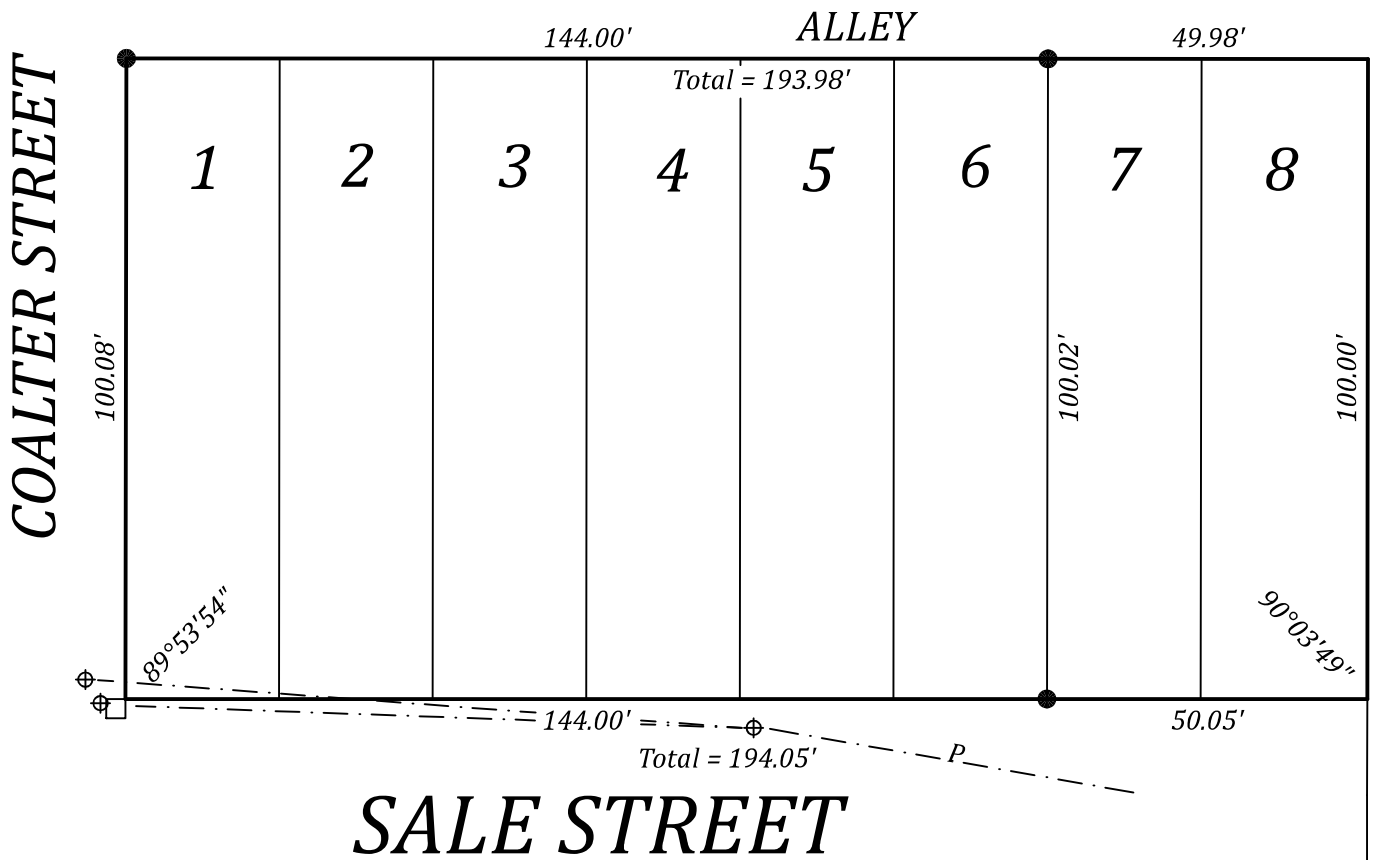 ALLEY
144.00'
49.98'
Total = 193.98'
COALTER STREET
1
2
3
4
5
6
7
8
100.08'
100.02'
100.00'
89°53'54"
90°03'49"
144.00'
50.05'
Total = 194.05'
P
SALE STREET